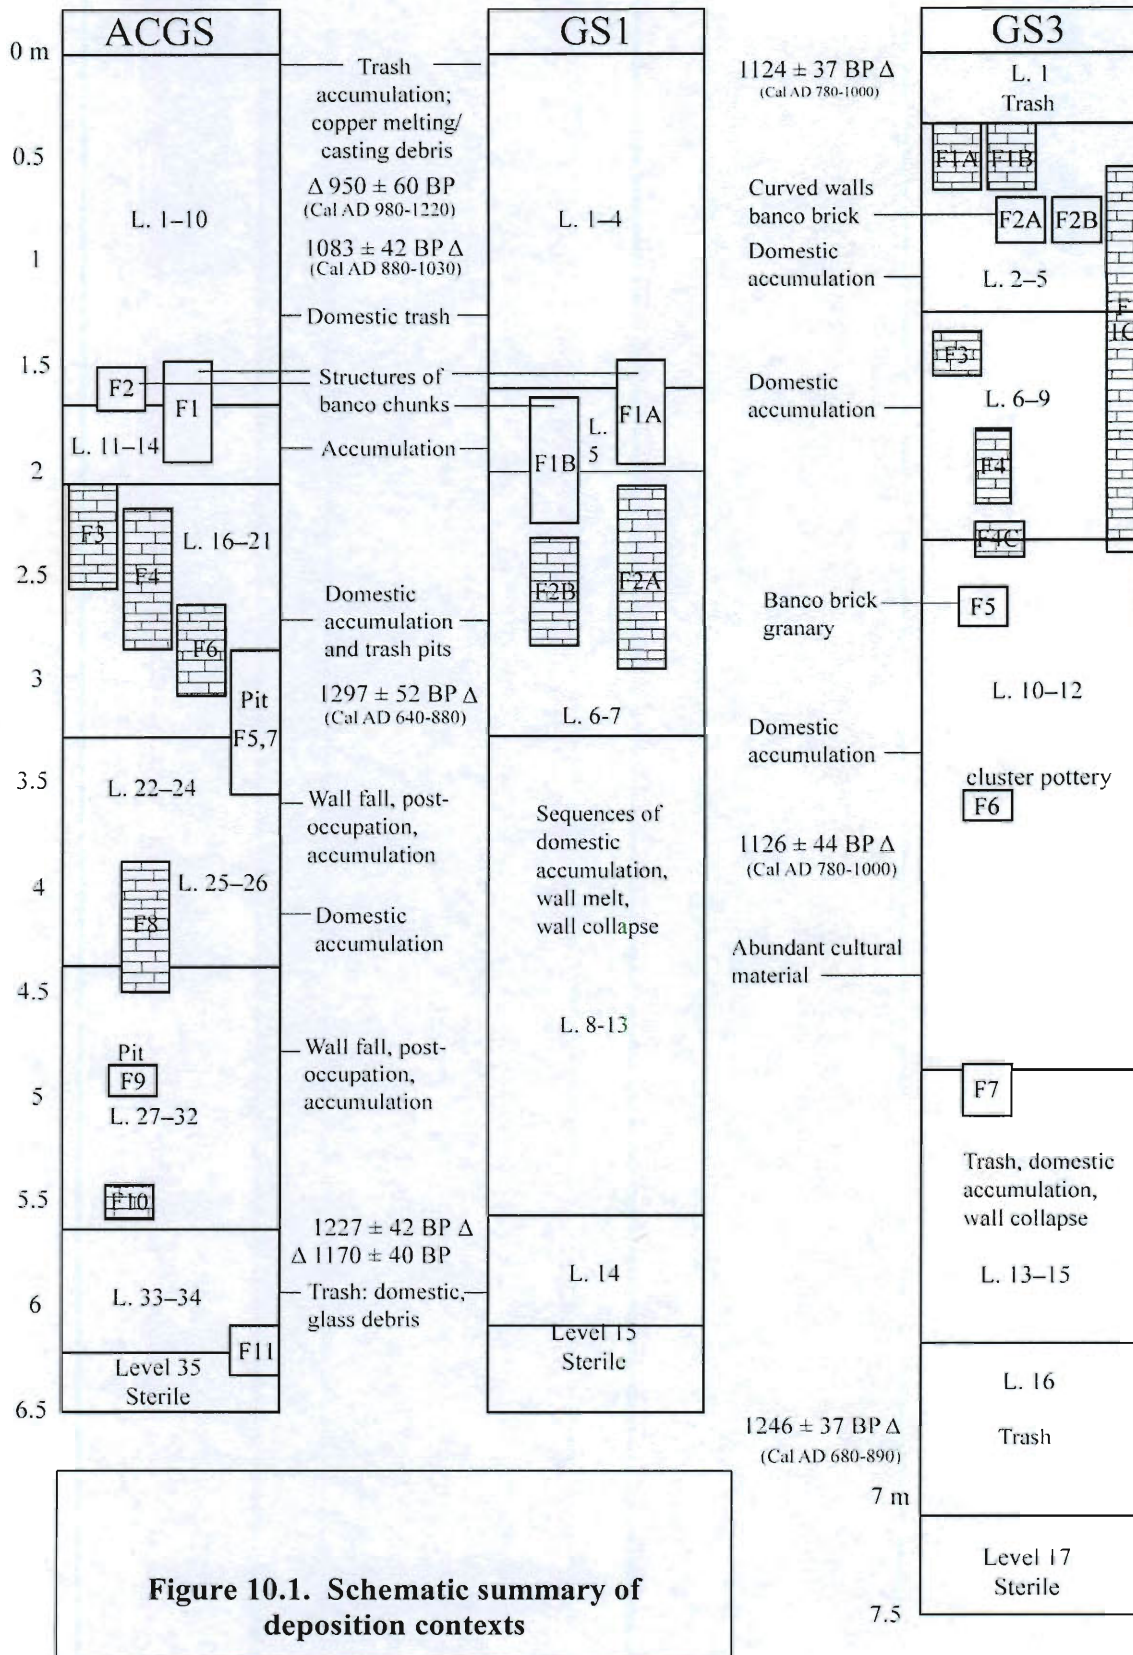 ACGS
GS1
GS3
0 m
0.5
1
1.5
2
2.5
3
3.5
4
4.5
5
5.5
6
6.5
L. 1–10
F2
F1
L. 11–14
F3
F4
L. 16–21
F6
Pit
F5,7
L. 22–24
L. 25–26
F8
Pit
F9
L. 27–32
F10
L. 33–34
F11
Level 35
Sterile
Trash
accumulation;
copper melting/
casting debris
Δ 950 ± 60 BP
(Cal AD 980-1220)
1083 ± 42 BP Δ
(Cal AD 880-1030)
Domestic trash
Structures of
banco chunks
Accumulation
Domestic
accumulation
and trash pits
1297 ± 52 BP Δ
(Cal AD 640-880)
Wall fall, post-
occupation,
accumulation
Domestic
accumulation
Wall fall, post-
occupation,
accumulation
1227 ± 42 BP Δ
Δ 1170 ± 40 BP
Trash: domestic,
glass debris
L. 1–4
F1A
L.
5
F1B
F2B
F2A
L. 6-7
Sequences of
domestic
accumulation,
wall melt,
wall collapse
L. 8-13
L. 14
Level 15
Sterile
1124 ± 37 BP Δ
(Cal AD 780-1000)
Curved walls
banco brick
Domestic
accumulation
Domestic
accumulation
Banco brick
granary
Domestic
accumulation
1126 ± 44 BP Δ
(Cal AD 780-1000)
Abundant cultural
material
1246 ± 37 BP Δ
(Cal AD 680-890)
7 m
7.5
L. 1
Trash
F1A
F1B
F2A
F2B
L. 2–5
F
1C
F3
L. 6–9
F4
F4C
F5
L. 10–12
cluster pottery
F6
F7
Trash, domestic
accumulation,
wall collapse
L. 13–15
L. 16
Trash
Level 17
Sterile
Figure 10.1. Schematic summary of
deposition contexts